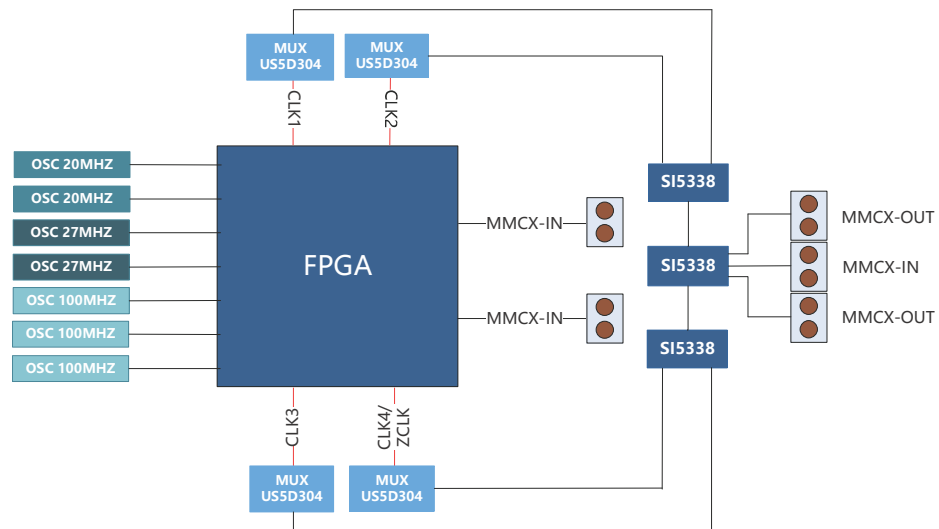 MUX
US5D304
MUX
US5D304
CLK1
CLK2
OSC 20MHZ
OSC 20MHZ
OSC 27MHZ
OSC 27MHZ
OSC 100MHZ
OSC 100MHZ
OSC 100MHZ
FPGA
MMCX-IN
MMCX-IN
SI5338
SI5338
SI5338
MMCX-OUT
MMCX-IN
MMCX-OUT
CLK3
CLK4/
ZCLK
MUX
US5D304
MUX
US5D304